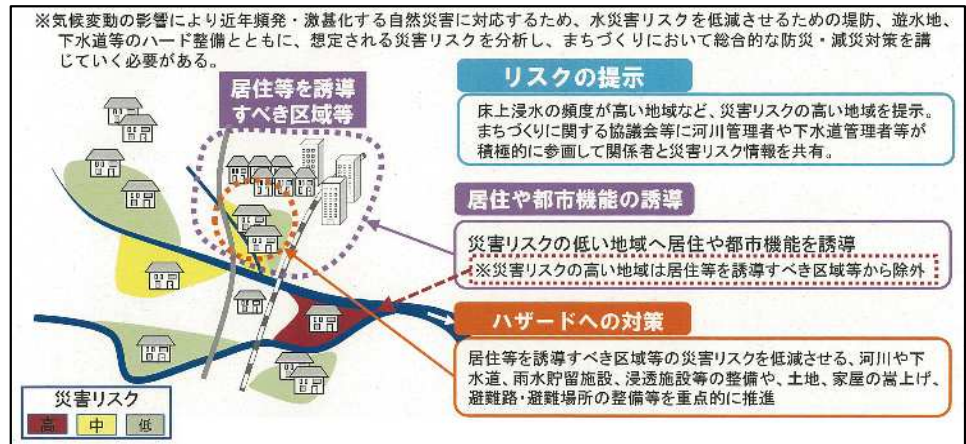 ※気候変動の影響により近年頻発・激甚化する自然災害に対応するため、水災害リスクを低減させるための堤防、遊水地、
下水道等のハード整備とともに、想定される災害リスクを分析し、まちづくりにおいて総合的な防災・減災対策を講
じていく必要がある。
居住等を誘導
すべき区域等
リスクの提示
床上浸水の頻度が高い地域など、災害リスクの高い地域を提示。
まちづくりに関する協議会等に河川管理者や下水道管理者等が
積極的に参画して関係者と災害リスク情報を共有。
居住や都市機能の誘導
災害リスクの低い地域へ居住や都市機能を誘導
※災害リスクの高い地域は居住等を誘導すべき区域等から除外
ハザードへの対策
居住等を誘導すべき区域等の災害リスクを低減させる、河川や下
水道、雨水貯留施設、浸透施設等の整備や、土地、家屋の嵩上げ、
避難路・避難場所の整備等を重点的に推進
災害リスク
高 中 低